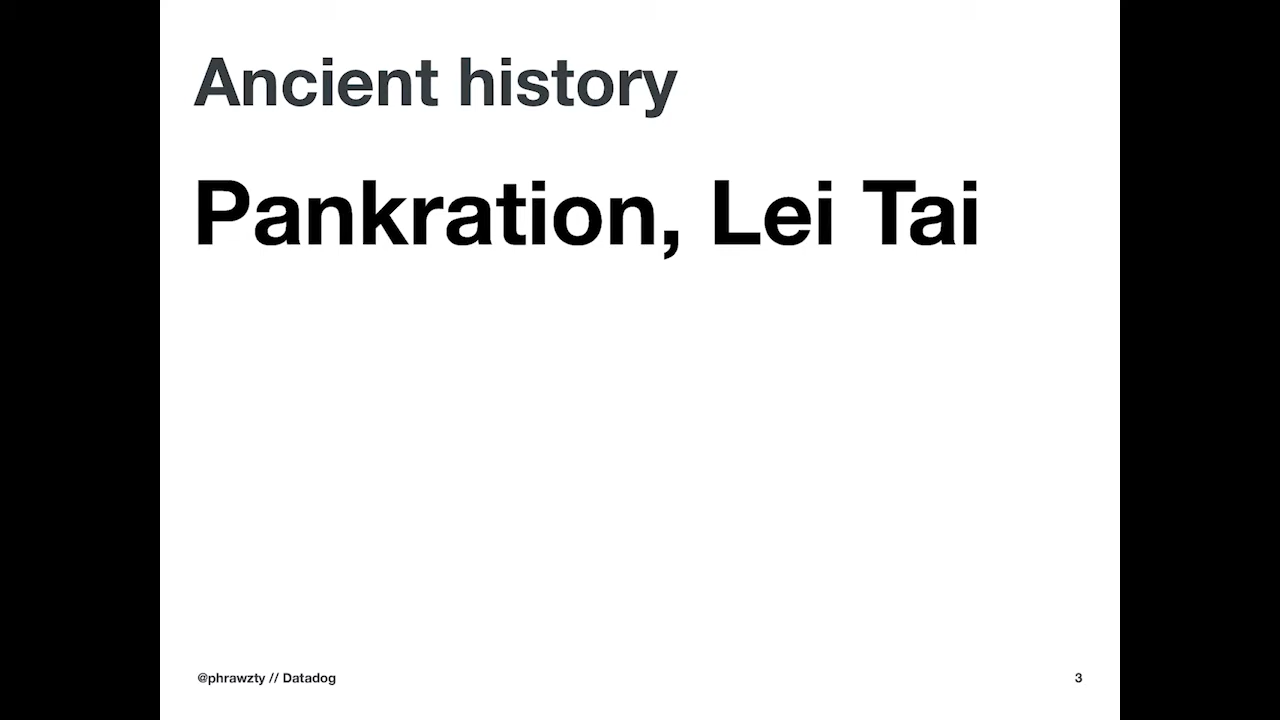 Ancient history
Pankration, Lei Tai
@phrawzty // Datadog
3